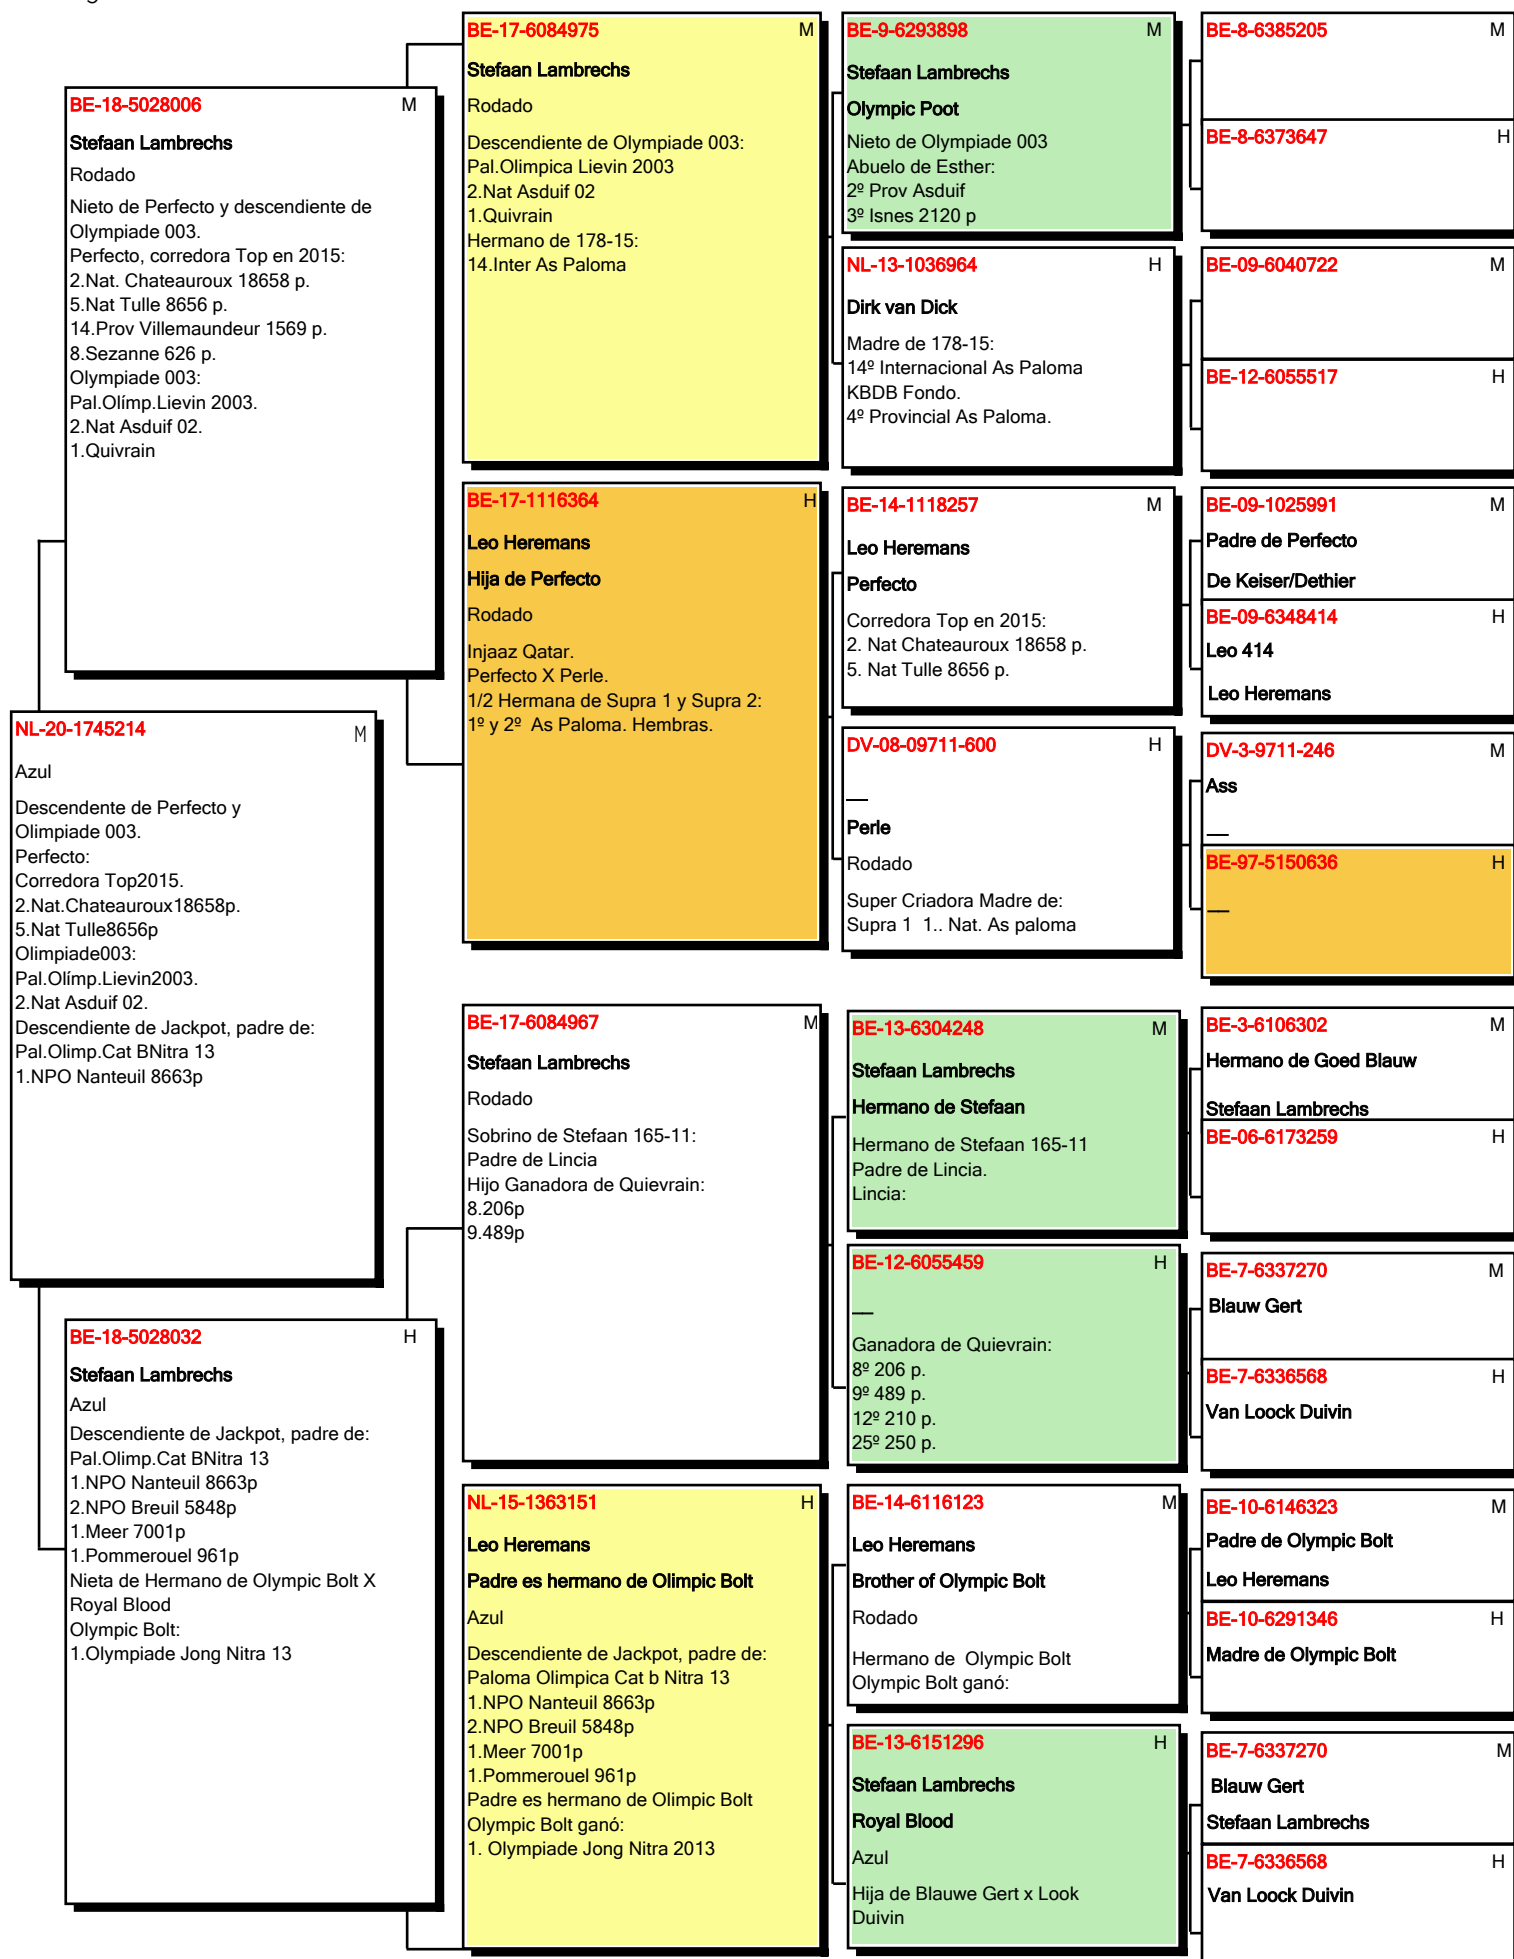 BE-18-5028006 M
Stefaan Lambrechs
Rodado
Nieto de Perfecto y descendiente de
Olympiade 003.
Perfecto, corredora Top en 2015:
2.Nat. Chateauroux 18658 p.
5.Nat Tulle 8656 p.
14.Prov Villemaundeur 1569 p.
8.Sezanne 626 p.
Olympiade 003:
Pal.Olímp.Lievin 2003.
2.Nat Asduif 02.
1.Quivrain
NL-20-1745214 M
Azul
Descendente de Perfecto y
Olimpiade 003.
Perfecto:
Corredora Top2015.
2.Nat.Chateauroux18658p.
5.Nat Tulle8656p
Olimpiade003:
Pal.Olímp.Lievin2003.
2.Nat Asduif 02.
Descendiente de Jackpot, padre de:
Pal.Olimp.Cat BNitra 13
1.NPO Nanteuil 8663p
BE-18-5028032 H
Stefaan Lambrechs
Azul
Descendiente de Jackpot, padre de:
Pal.Olimp.Cat BNitra 13
1.NPO Nanteuil 8663p
2.NPO Breuil 5848p
1.Meer 7001p
1.Pommerouel 961p
Nieta de Hermano de Olympic Bolt X
Royal Blood
Olympic Bolt:
1.Olympiade Jong Nitra 13
BE-17-6084975 M
Stefaan Lambrechs
Rodado
Descendiente de Olympiade 003:
Pal.Olimpica Lievin 2003
2.Nat Asduif 02
1.Quivrain
Hermano de 178-15:
14.Inter As Paloma
BE-17-1116364 H
Leo Heremans
Hija de Perfecto
Rodado
Injaaz Qatar.
Perfecto X Perle.
1/2 Hermana de Supra 1 y Supra 2:
1º y 2º As Paloma. Hembras.
BE-17-6084967 M
Stefaan Lambrechs
Rodado
Sobrino de Stefaan 165-11:
Padre de Lincia
Hijo Ganadora de Quievrain:
8.206p
9.489p
NL-15-1363151 H
Leo Heremans
Padre es hermano de Olimpic Bolt
Azul
Descendiente de Jackpot, padre de:
Paloma Olimpica Cat b Nitra 13
1.NPO Nanteuil 8663p
2.NPO Breuil 5848p
1.Meer 7001p
1.Pommerouel 961p
Padre es hermano de Olimpic Bolt
Olympic Bolt ganó:
1. Olympiade Jong Nitra 2013
BE-9-6293898 M
Stefaan Lambrechs
Olympic Poot
Nieto de Olympiade 003
Abuelo de Esther:
2º Prov Asduif
3º Isnes 2120 p
NL-13-1036964 H
Dirk van Dick
Madre de 178-15:
14º Internacional As Paloma
KBDB Fondo.
4º Provincial As Paloma.
BE-14-1118257 M
Leo Heremans
Perfecto
Corredora Top en 2015:
2. Nat Chateauroux 18658 p.
5. Nat Tulle 8656 p.
DV-08-09711-600 H
__
Perle
Rodado
Super Criadora Madre de:
Supra 1 1.. Nat. As paloma
BE-13-6304248 M
Stefaan Lambrechs
Hermano de Stefaan
Hermano de Stefaan 165-11
Padre de Lincia.
Lincia:
BE-12-6055459 H
__
Ganadora de Quievrain:
8º 206 p.
9º 489 p.
12º 210 p.
25º 250 p.
BE-14-6116123 M
Leo Heremans
Brother of Olympic Bolt
Rodado
Hermano de Olympic Bolt
Olympic Bolt ganó:
BE-13-6151296 H
Stefaan Lambrechs
Royal Blood
Azul
Hija de Blauwe Gert x Look
Duivin
BE-8-6385205 M
BE-8-6373647 H
BE-09-6040722 M
BE-12-6055517 H
BE-09-1025991 M
Padre de Perfecto
De Keiser/Dethier
BE-09-6348414 H
Leo 414
Leo Heremans
DV-3-9711-246 M
Ass
__
BE-97-5150636 H
__
BE-3-6106302 M
Hermano de Goed Blauw
Stefaan Lambrechs
BE-06-6173259 H
BE-7-6337270 M
Blauw Gert
BE-7-6336568 H
Van Loock Duivin
BE-10-6146323 M
Padre de Olympic Bolt
Leo Heremans
BE-10-6291346 H
Madre de Olympic Bolt
BE-7-6337270 M
Blauw Gert
Stefaan Lambrechs
BE-7-6336568 H
Van Loock Duivin